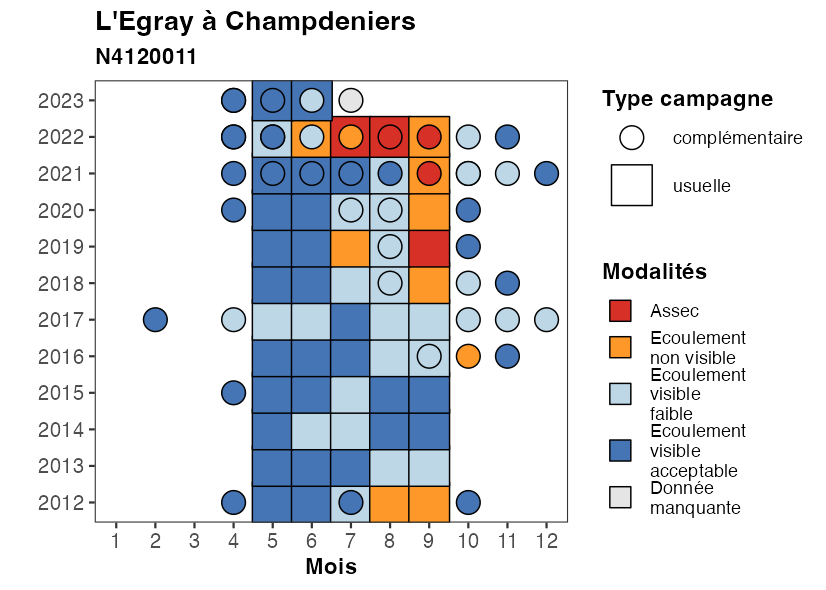 L'Egray à Champdeniers
N4120011
2023
2022
2021
2020
2019
2018
2017
2016
2015
2014
2013
2012
1 2 3 4 5 6 7 8 9 10 11 12
Mois
Type campagne
complémentaire
usuelle
Modalités
Assec
Ecoulement
non visible
Ecoulement
visible
faible
Ecoulement
visible
acceptable
Donnée
manquante